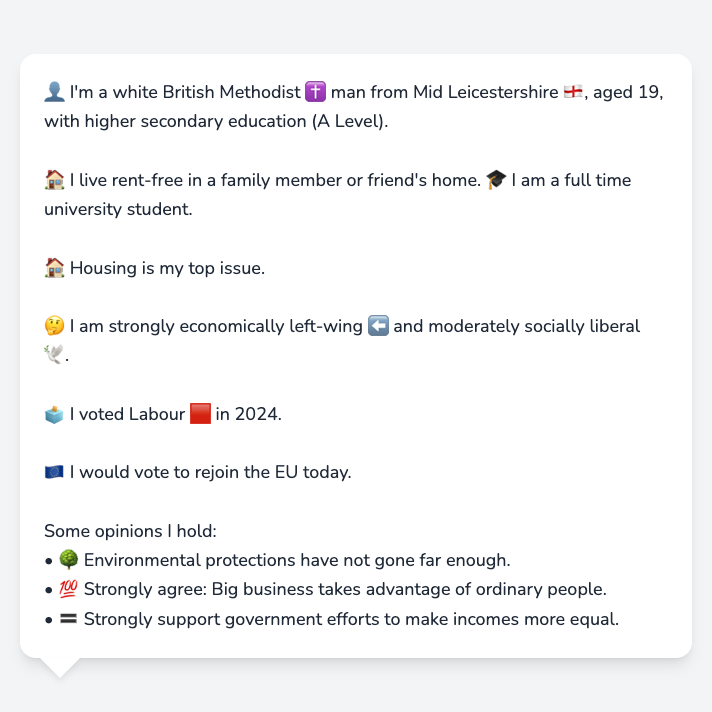 👤 I'm a white British Methodist ✝️ man from Mid Leicestershire 🏴󠁧󠁢󠁥󠁮󠁧󠁿, aged 19,
with higher secondary education (A Level).
🏠 I live rent-free in a family member or friend's home. 🎓 I am a full time
university student.
🏠 Housing is my top issue.
🤔 I am strongly economically left-wing ⬅️ and moderately socially liberal
🕊️.
🗳️ I voted Labour 🟥 in 2024.
🇪🇺 I would vote to rejoin the EU today.
Some opinions I hold:
• 🌳 Environmental protections have not gone far enough.
• 💯 Strongly agree: Big business takes advantage of ordinary people.
• 🟰 Strongly support government efforts to make incomes more equal.